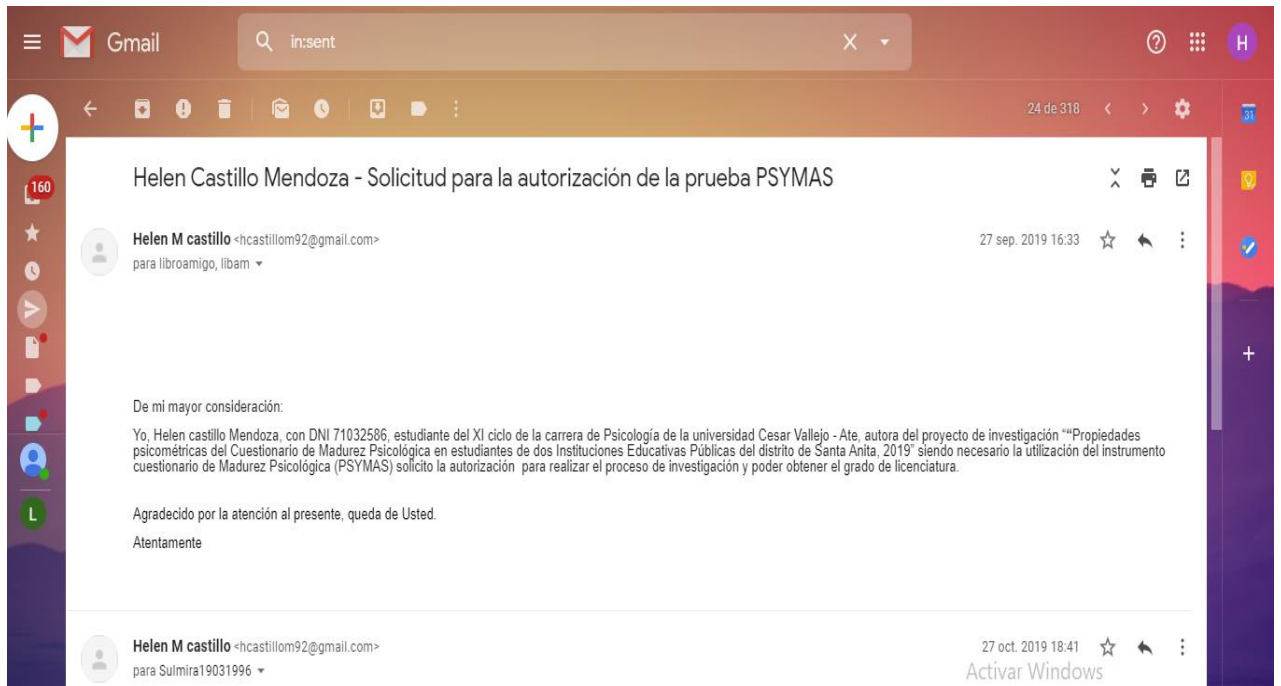 Gmail
in:sent
H
24 de 318
31
160
Helen Castillo Mendoza - Solicitud para la autorización de la prueba PSYMAS
Helen M castillo <hcastillom92@gmail.com>
27 sep. 2019 16:33
para libroamigo, libam
De mi mayor consideración:
Yo, Helen castillo Mendoza, con DNI 71032586, estudiante del XI ciclo de la carrera de Psicología de la universidad Cesar Vallejo - Ate, autora del proyecto de investigación "“Propiedades
psicométricas del Cuestionario de Madurez Psicológica en estudiantes de dos Instituciones Educativas Públicas del distrito de Santa Anita, 2019” siendo necesario la utilización del instrumento
cuestionario de Madurez Psicológica (PSYMAS) solicito la autorización para realizar el proceso de investigación y poder obtener el grado de licenciatura.
L
Agradecido por la atención al presente, queda de Usted.
Atentamente
Helen M castillo <hcastillom92@gmail.com>
27 oct. 2019 18:41
para Sulmira19031996
Activar Windows